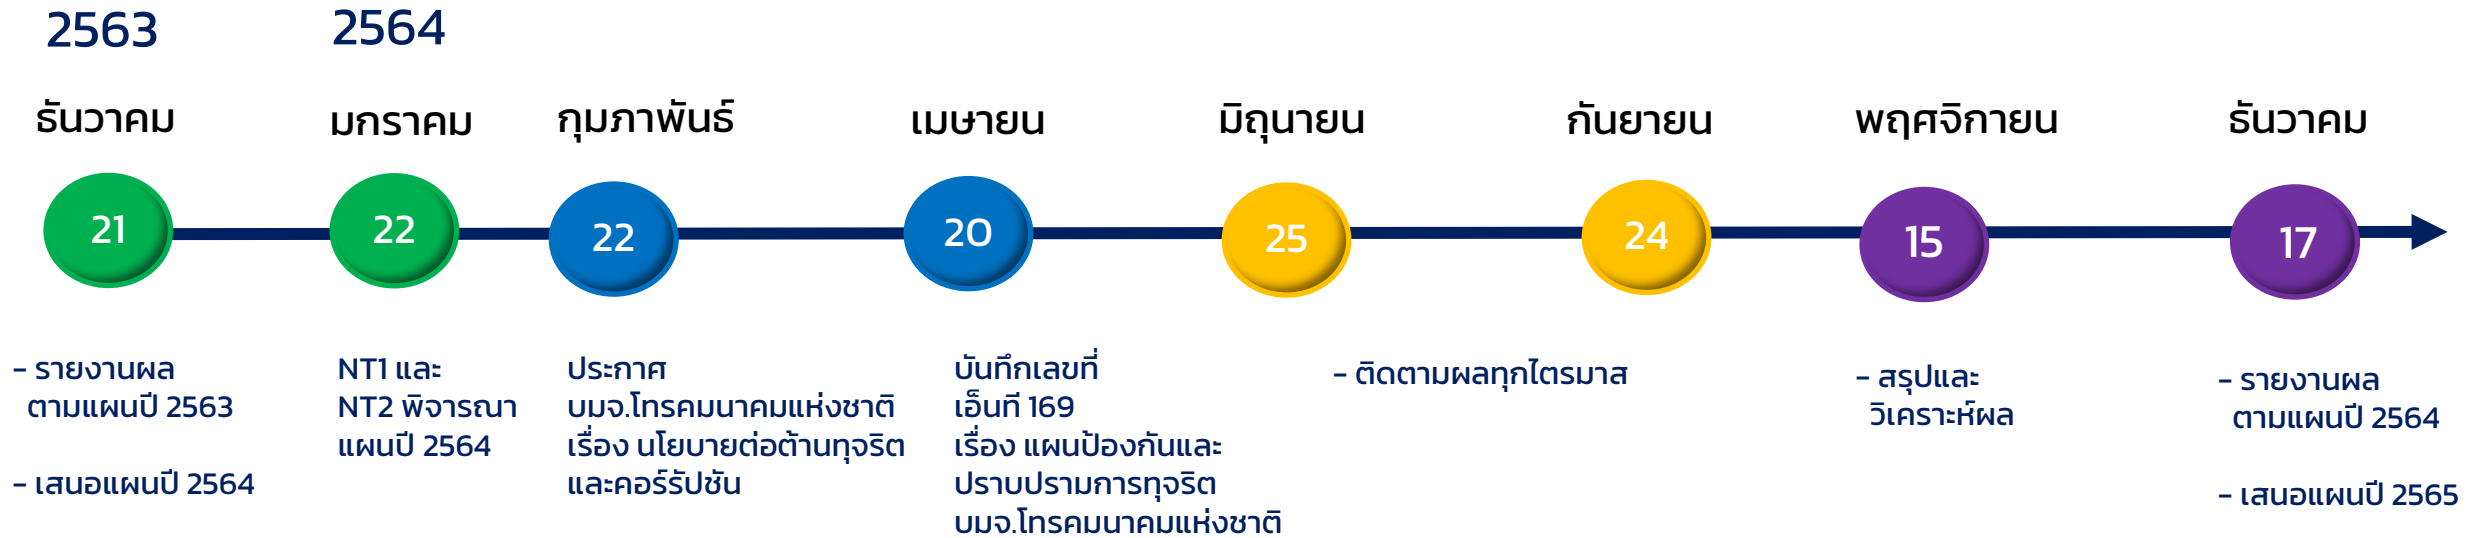 2563
2564
ธันวาคม
มกราคม
กุมภาพันธ์
เมษายน
มิถุนายน
กันยายน
พฤศจิกายน
ธันวาคม
21
22
22
20
25
24
15
17
- รายงานผล
ตามแผนปี 2563
- เสนอแผนปี 2564
NT1 และ
NT2 พิจารณา
แผนปี 2564
ประกาศ
บมจ.โทรคมนาคมแห่งชาติ
เรื่อง นโยบายต่อต้านทุจริต
และคอร์รัปชัน
บันทึกเลขที่
เอ็นที 169
เรื่อง แผนป้องกันและ
ปราบปรามการทุจริต
บมจ.โทรคมนาคมแห่งชาติ
- ติดตามผลทุกไตรมาส
- สรุปและ
วิเคราะห์ผล
- รายงานผล
ตามแผนปี 2564
- เสนอแผนปี 2565